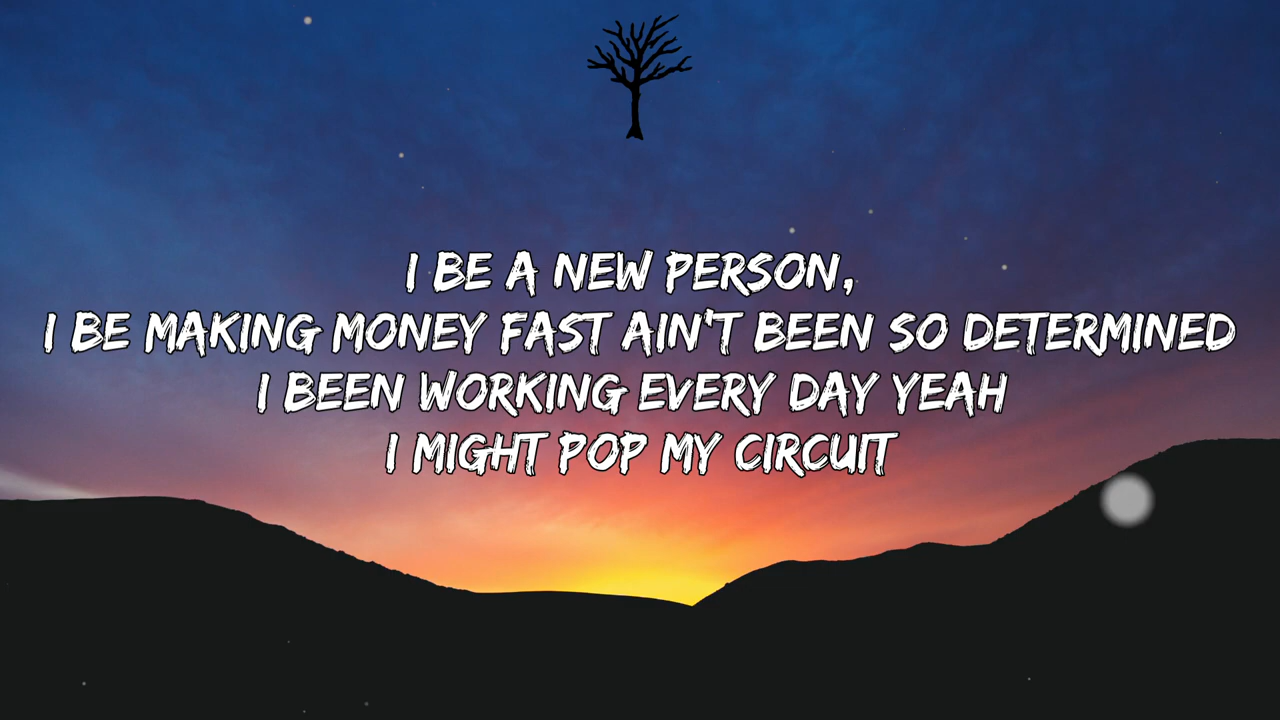 I BE A NEW PERSON,
I BE MAKING MONEY FAST AIN'T BEEN SO DETERMINED
I BEEN WORKING EVERY DAY YEAH
I MIGHT POP MY CIRCUIT